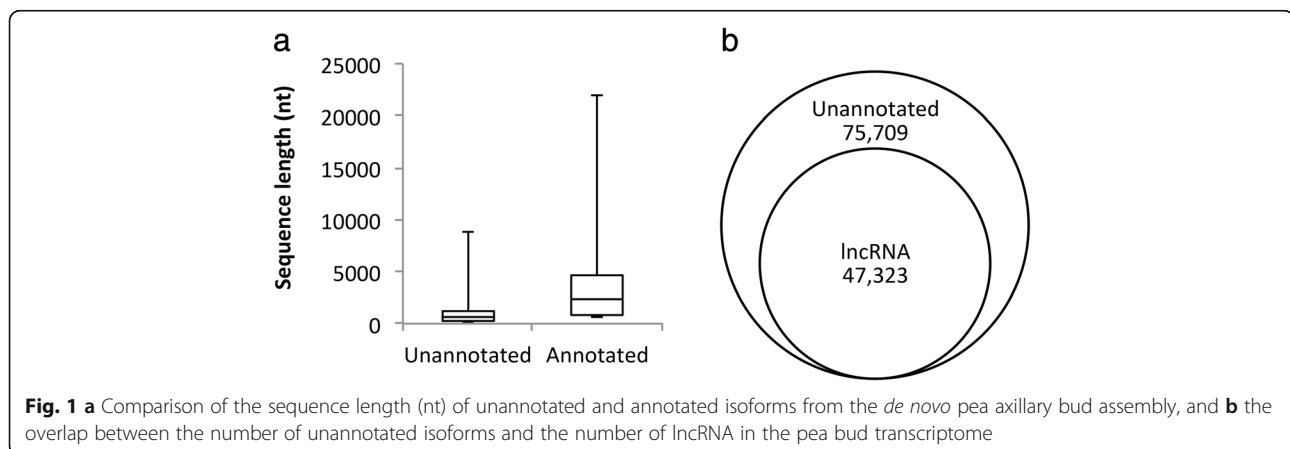 a
b
Sequence length (nt)
25000
20000
15000
10000
5000
0
Unannotated Annotated
Unannotated
75,709
lncRNA
47,323
Fig. 1 a Comparison of the sequence length (nt) of unannotated and annotated isoforms from the de novo pea axillary bud assembly, and b the
overlap between the number of unannotated isoforms and the number of lncRNA in the pea bud transcriptome